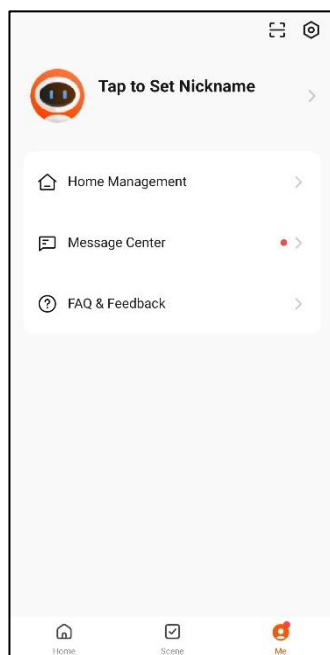 Tap to Set Nickname
Home Management
Message Center
FAQ & Feedback
Home
Scene
Me